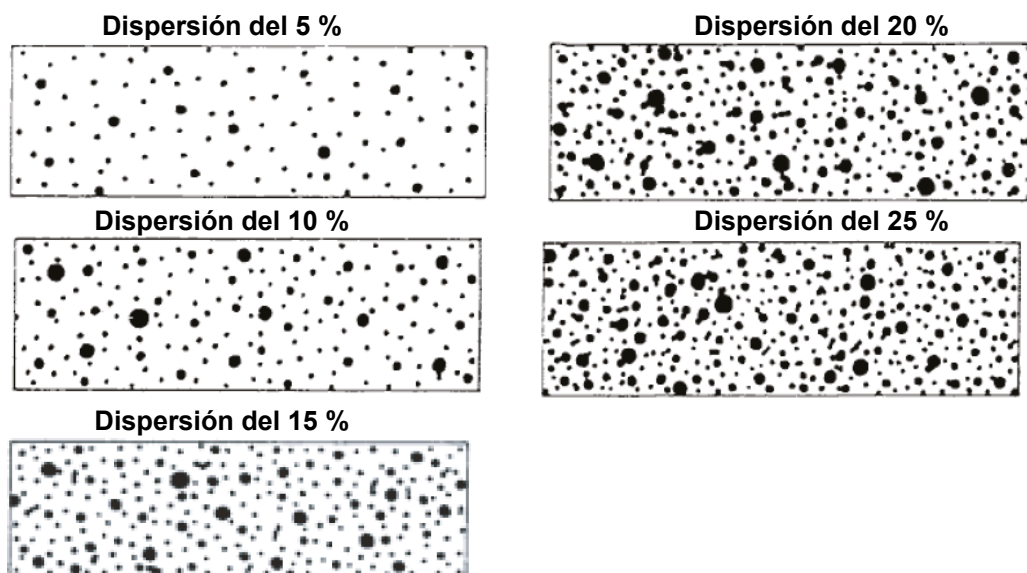 Dispersión del 5 %
Dispersión del 20 %
Dispersión del 10 %
Dispersión del 25 %
Dispersión del 15 %